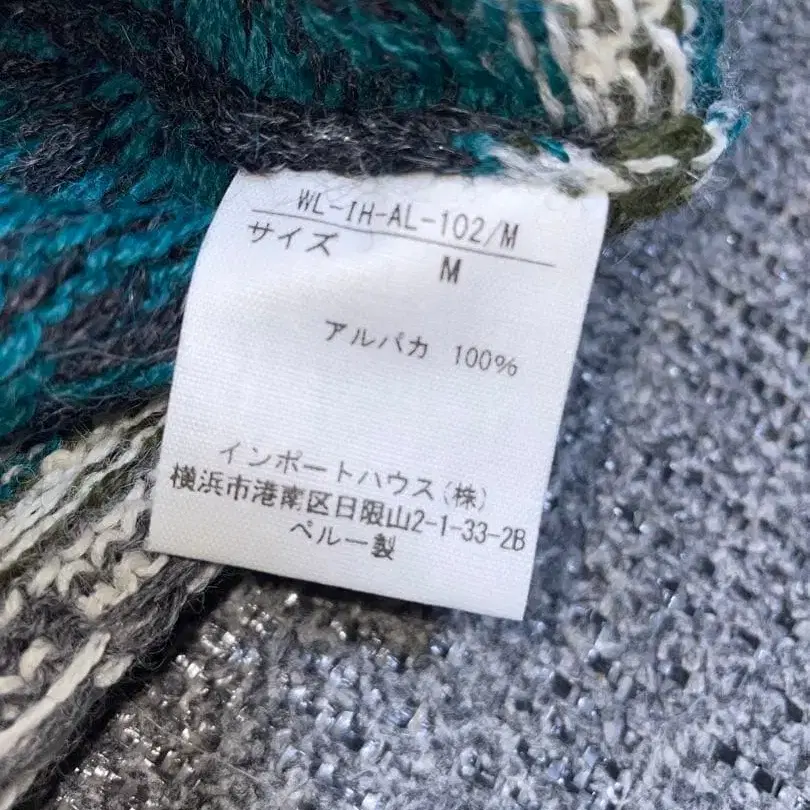 WL-IH-AL-102/M
サイズ
M
アルパカ 100%
インポートハウス(株)
横浜市港南区日限山2-1-33-2B
ペルー製